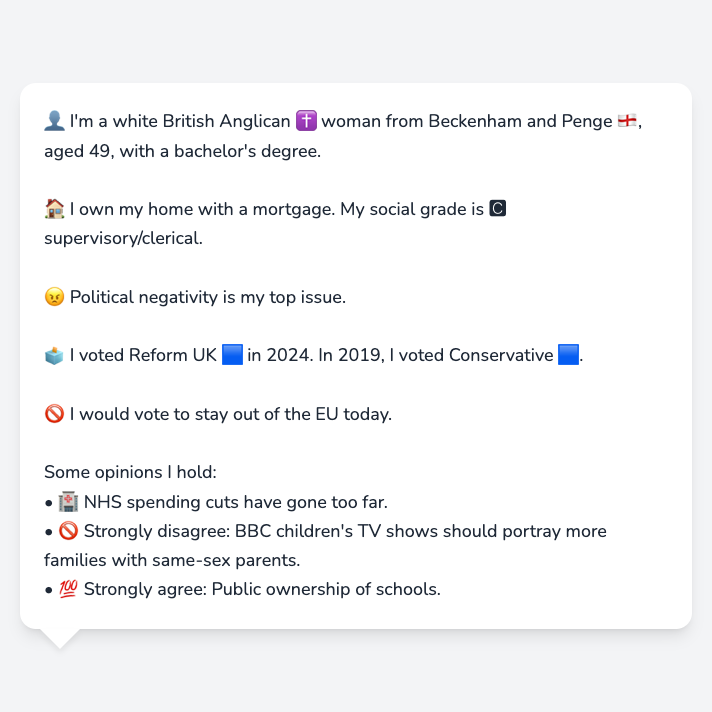 👤 I'm a white British Anglican ✝️ woman from Beckenham and Penge 🏴󠁧󠁢󠁥󠁮󠁧󠁿,
aged 49, with a bachelor's degree.
🏠 I own my home with a mortgage. My social grade is 🅲
supervisory/clerical.
😠 Political negativity is my top issue.
🗳️ I voted Reform UK 🟦 in 2024. In 2019, I voted Conservative 🟦.
🚫 I would vote to stay out of the EU today.
Some opinions I hold:
• 🏥 NHS spending cuts have gone too far.
• 🚫 Strongly disagree: BBC children's TV shows should portray more
families with same-sex parents.
• 💯 Strongly agree: Public ownership of schools.